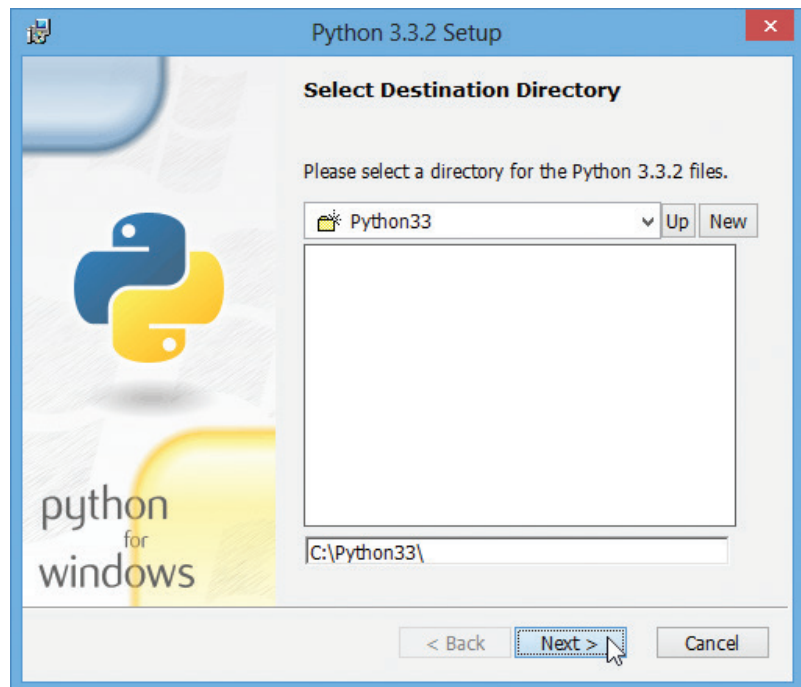 Python 3.3.2 Setup
Select Destination Directory
Please select a directory for the Python 3.3.2 files.
Python33
Up
New
C:\Python33\
python
for
windows
< Back
Next >
Cancel